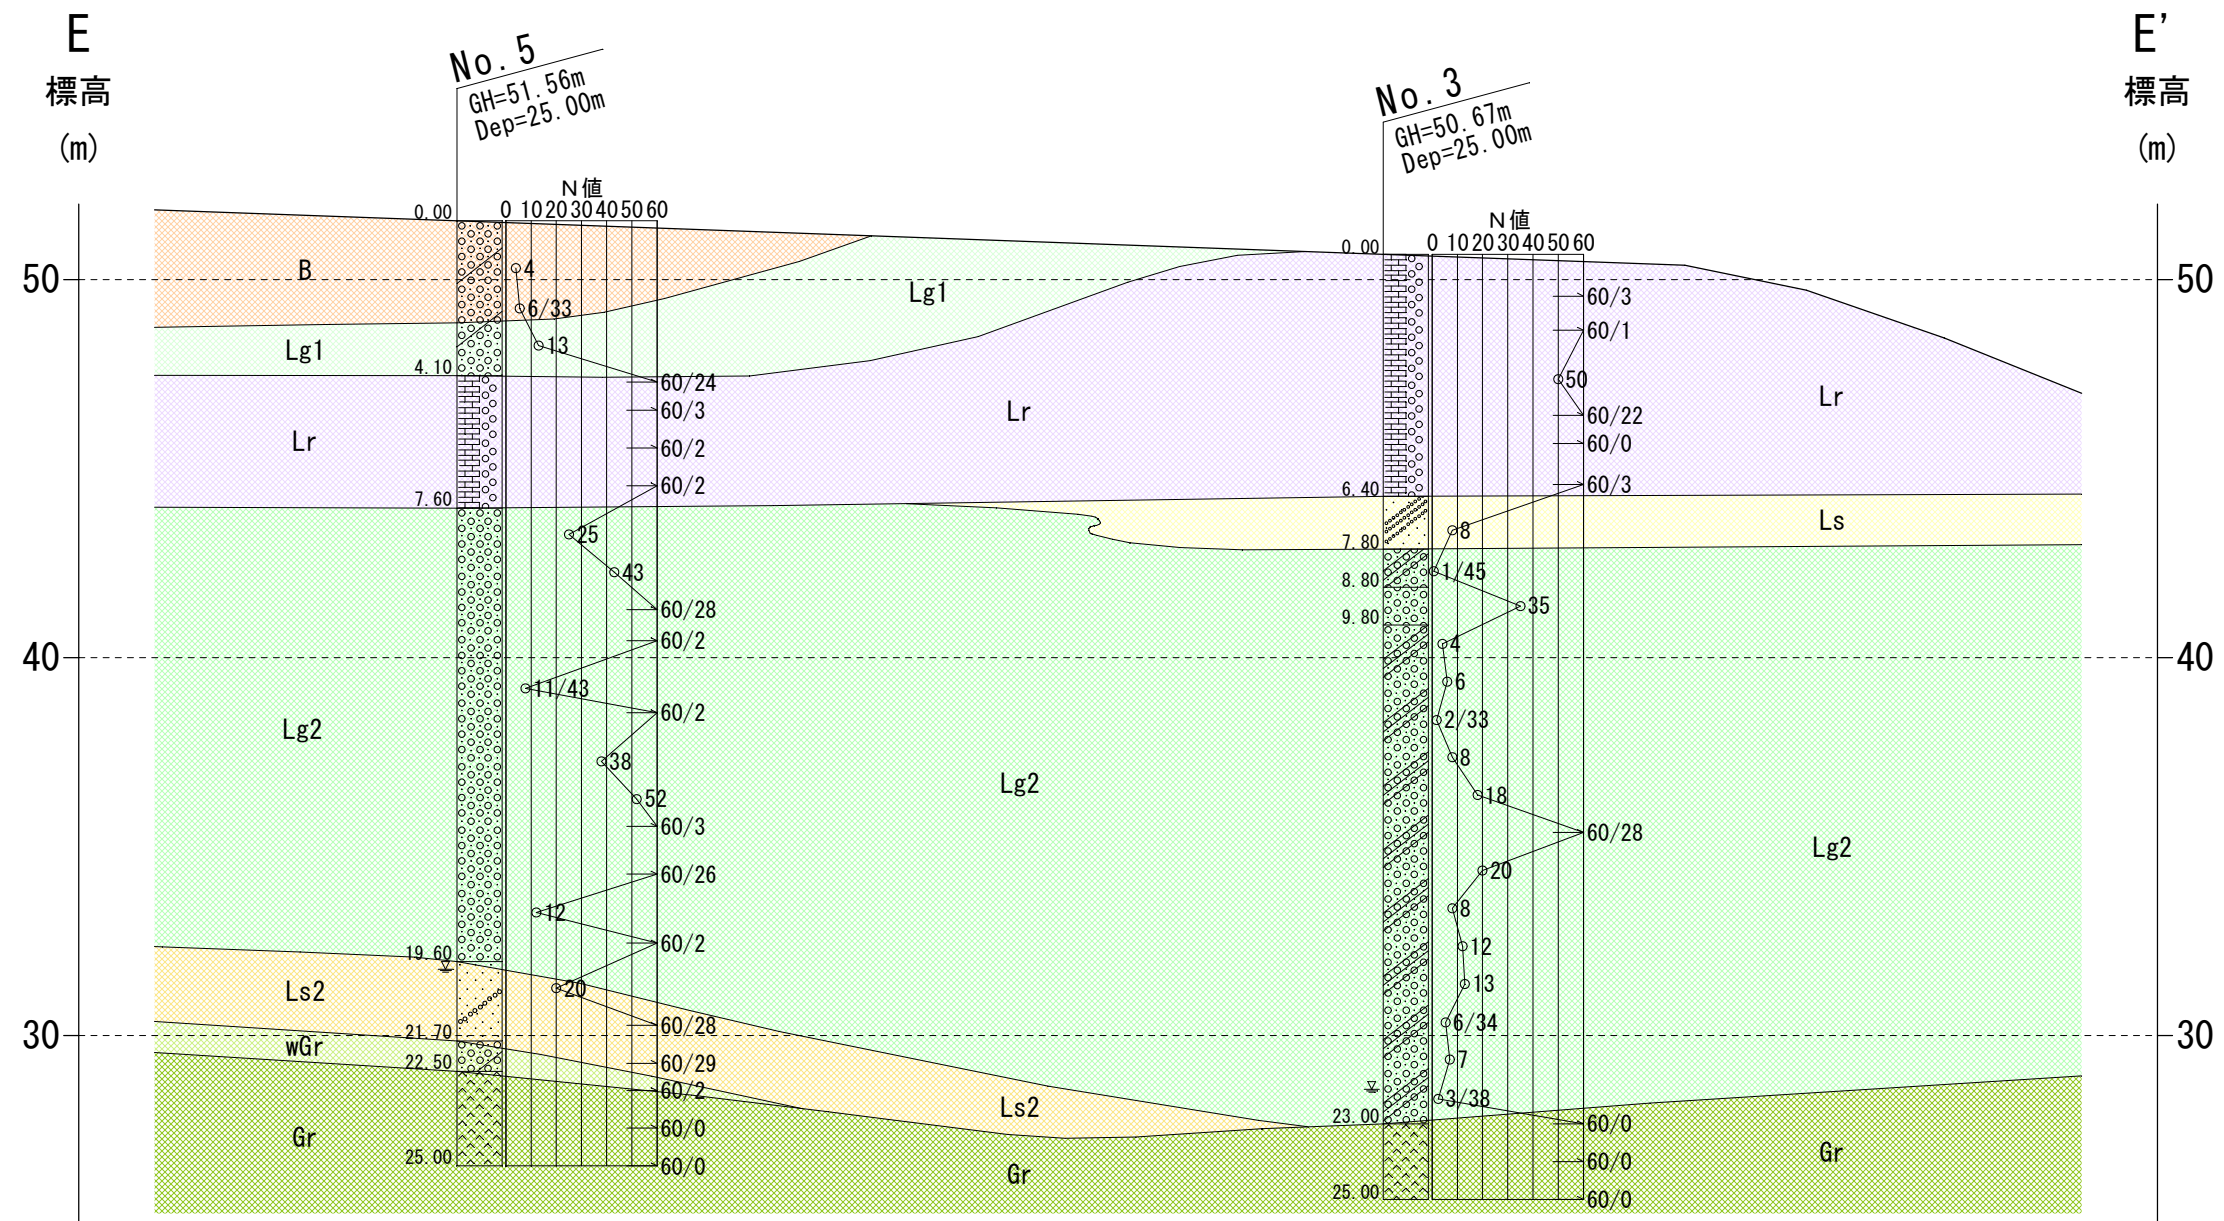 E
標高
(m)
E'
標高
(m)
No.5
GH=51.56m
Dep=25.00m
No.3
GH=50.67m
Dep=25.00m
N値
0 10 20 30 40 50 60
0.00
4.10
7.60
19.60
21.70
22.50
25.00
4
6/33
13
60/24
60/3
60/2
60/2
25
43
60/28
60/2
11/43
60/2
38
52
60/3
60/26
12
60/2
20
60/28
60/29
60/2
60/0
60/0
N値
0 10 20 30 40 50 60
0.00
6.40
7.80
8.80
9.80
23.00
25.00
60/3
60/1
50
60/22
60/0
60/3
8
1/45
35
4
6
2/33
8
18
60/28
20
8
12
13
6/34
7
3/38
60/0
60/0
60/0
50
40
30
50
40
30
B
Lg1
Lr
Lg2
Ls2
wGr
Gr
Lg1
Lr
Lg2
Ls2
Gr
Lr
Ls
Lg2
Gr